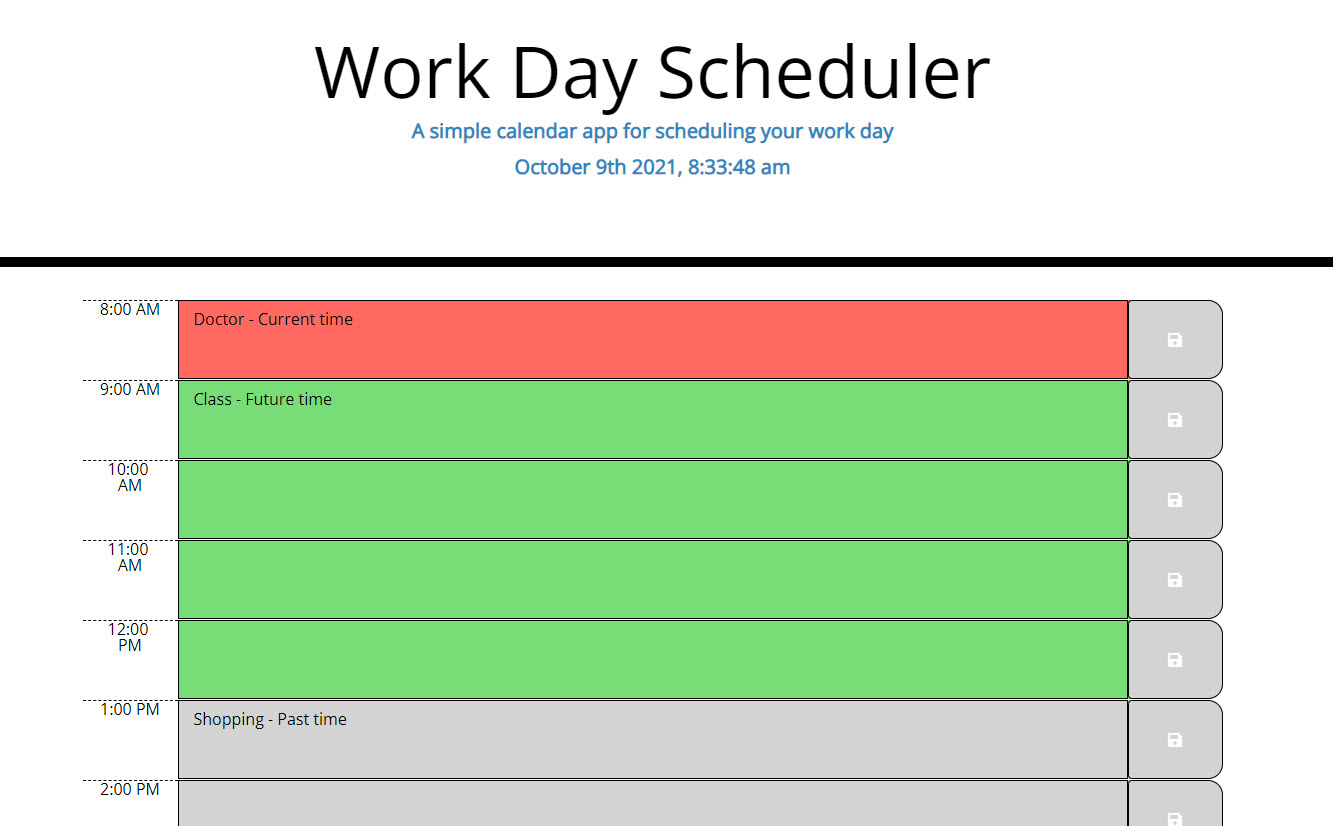 Work Day Scheduler
A simple calendar app for scheduling your work day
October 9th 2021, 8:33:48 am
8:00 AM
Doctor - Current time
9:00 AM
Class - Future time
10:00
AM
11:00
AM
12:00
PM
1:00 PM
Shopping - Past time
2:00 PM